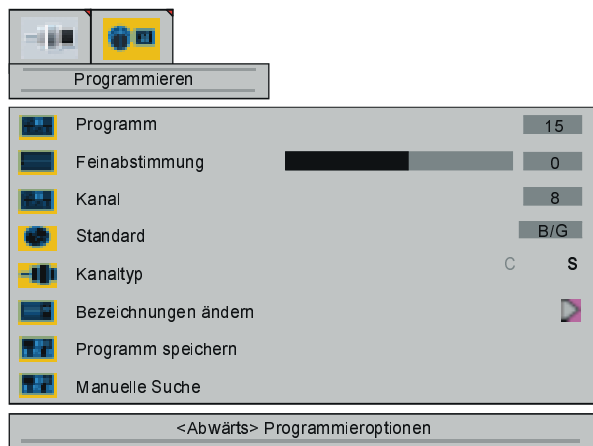 Programmieren
Programm 15
Feinabstimmung 0
Kanal 8
Standard B/G
Kanaltyp C S
Bezeichnungen ändern
Programm speichern
Manuelle Suche
<Abwärts> Programmieroptionen